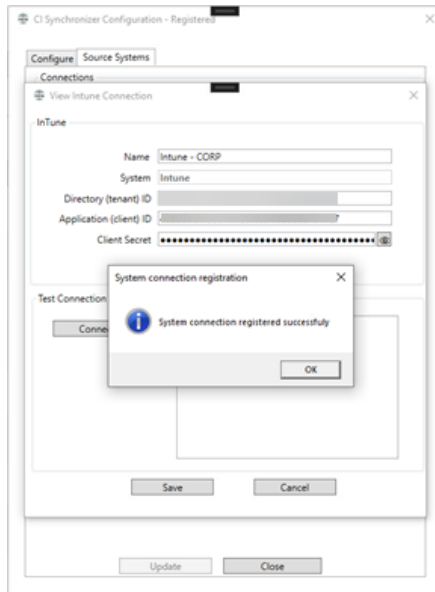 CI Synchronizer Configuration - Registered
Configure Source Systems
Connections
View Intune Connection
InTune
Name Intune - CORP
System Intune
Directory (tenant) ID
Application (client) ID
Client Secret ••••••••••••••••••••••••••••••••••••••
System connection registration
Test Connection
Conne
System connection registered successfuly
OK
Save Cancel
Update Close